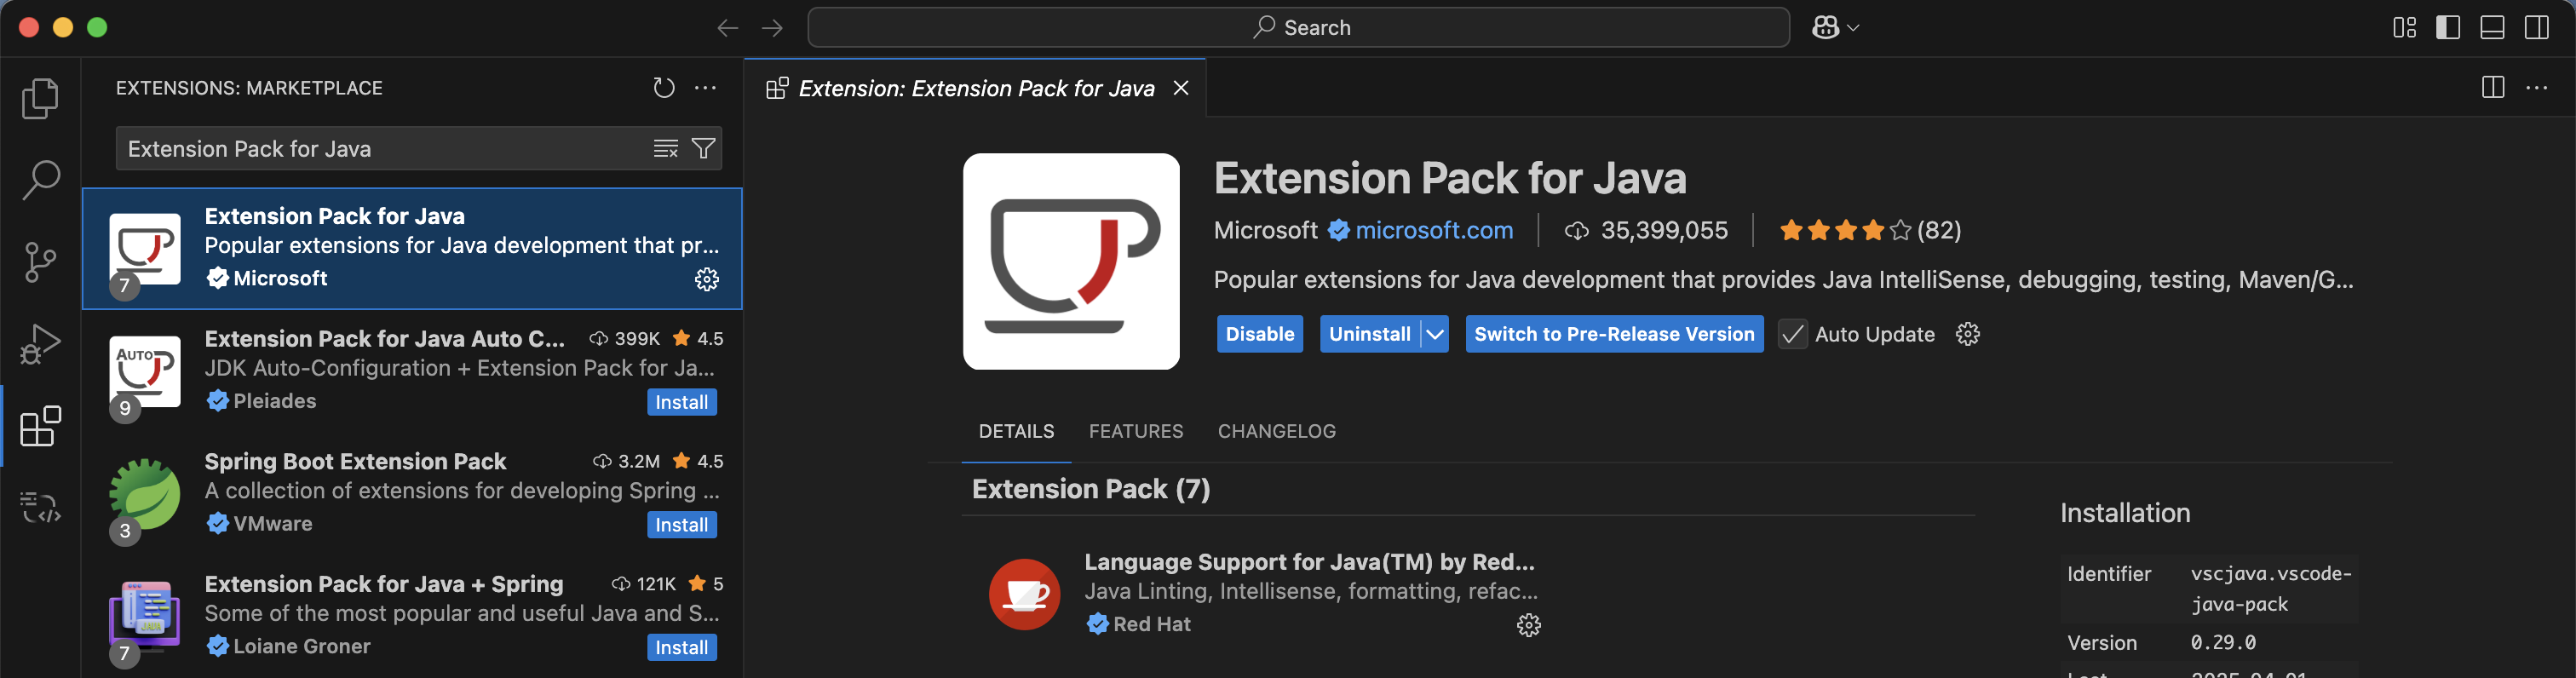 Search
EXTENSIONS: MARKETPLACE
Extension Pack for Java
Extension Pack for Java
Popular extensions for Java development that pr...
Microsoft
7
Extension Pack for Java Auto C... 399K 4.5
JDK Auto-Configuration + Extension Pack for Ja...
Pleiades
Install
AUTO
9
Spring Boot Extension Pack 3.2M 4.5
A collection of extensions for developing Spring ...
VMware
Install
3
Extension Pack for Java + Spring 121K 5
Some of the most popular and useful Java and S...
Loiane Groner
Install
JAVA
7
Extension: Extension Pack for Java
Extension Pack for Java
Microsoft microsoft.com 35,399,055 (82)
Popular extensions for Java development that provides Java IntelliSense, debugging, testing, Maven/G...
Disable Uninstall Switch to Pre-Release Version Auto Update
DETAILS FEATURES CHANGELOG
Extension Pack (7)
Language Support for Java(TM) by Red...
Java Linting, Intellisense, formatting, refac...
Red Hat
Installation
Identifier vscjava.vscode-
java-pack
Version 0.29.0
Last 2025-04-01